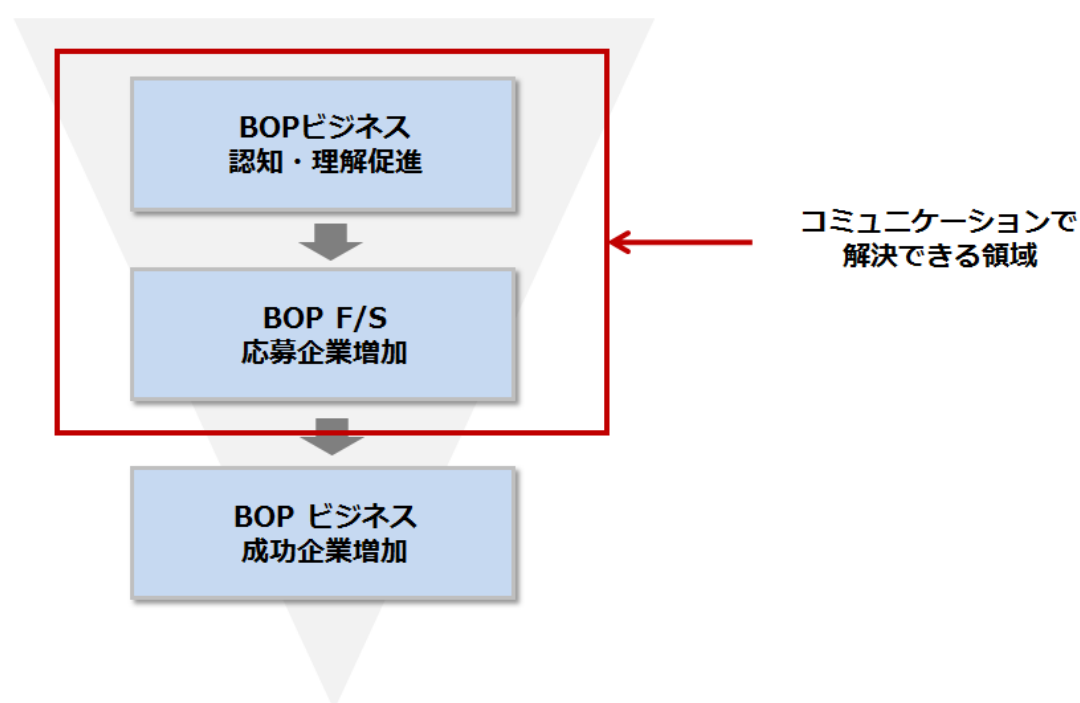 BOPビジネス
認知・理解促進
コミュニケーションで
解決できる領域
BOP F/S
応募企業増加
BOP ビジネス
成功企業増加